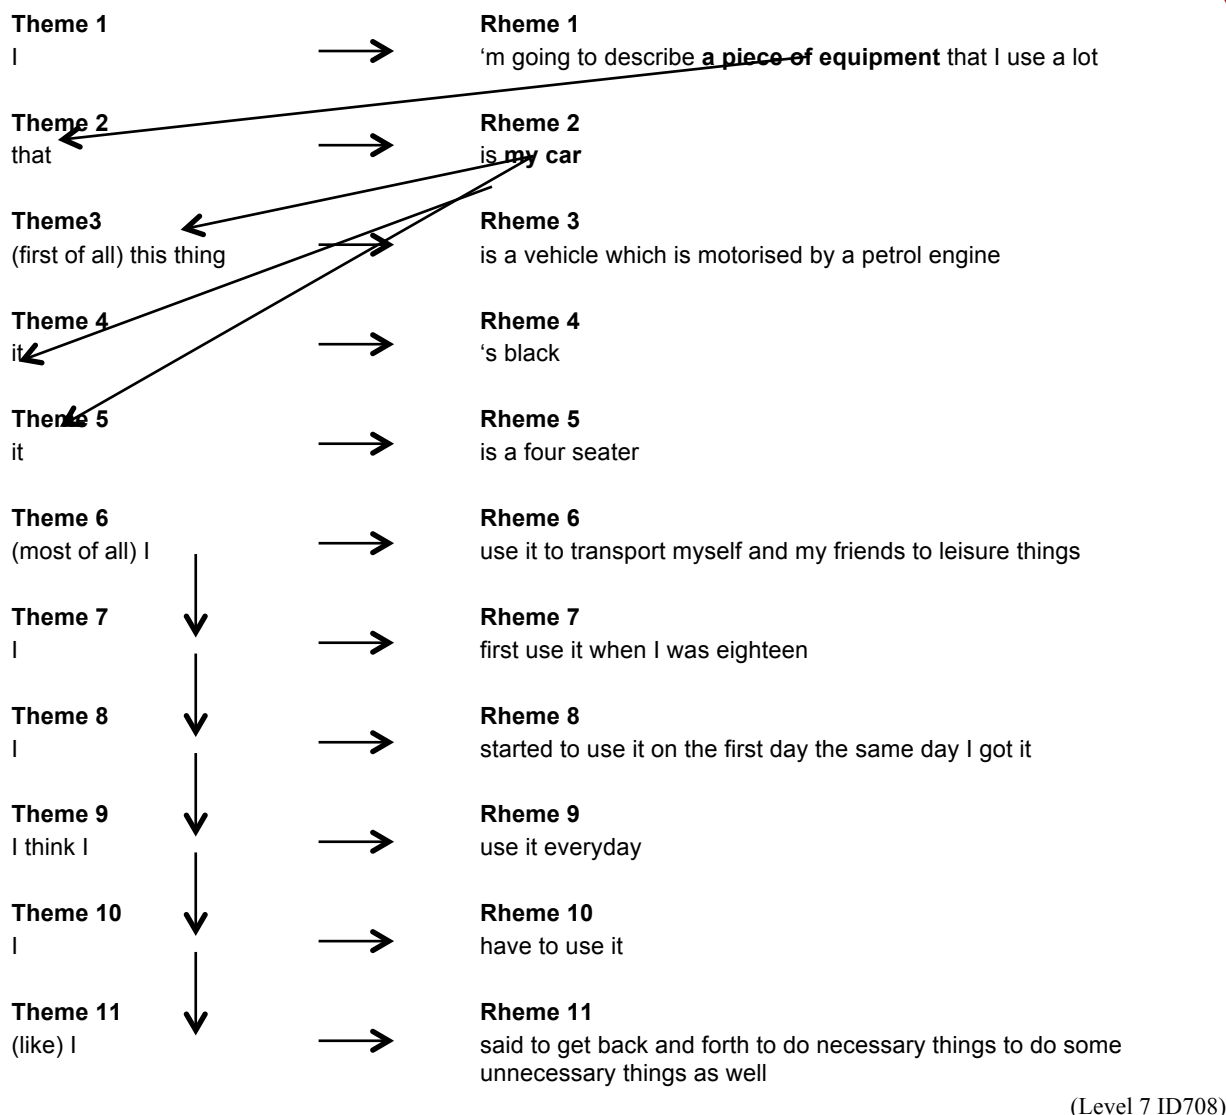 Theme 1 Rheme 1
I ‘m going to describe a piece of equipment that I use a lot
Theme 2 Rheme 2
that is my car
Theme3 Rheme 3
(first of all) this thing is a vehicle which is motorised by a petrol engine
Theme 4 Rheme 4
it ‘s black
Theme 5 Rheme 5
it is a four seater
Theme 6 Rheme 6
(most of all) I use it to transport myself and my friends to leisure things
Theme 7 Rheme 7
I first use it when I was eighteen
Theme 8 Rheme 8
I started to use it on the first day the same day I got it
Theme 9 Rheme 9
I think I use it everyday
Theme 10 Rheme 10
I have to use it
Theme 11 Rheme 11
(like) I said to get back and forth to do necessary things to do some
unnecessary things as well
(Level 7 ID708)